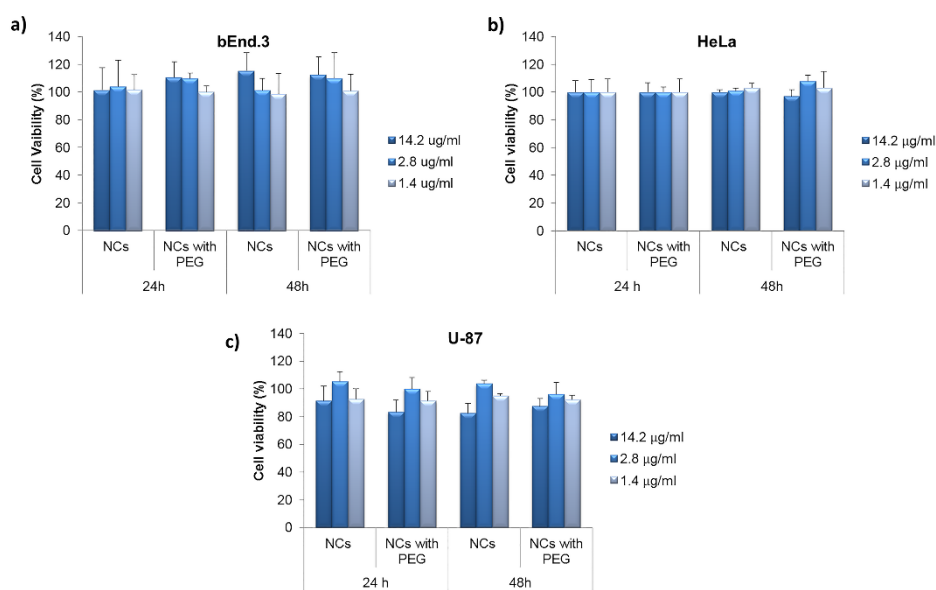 a)
bEnd.3
Cell Vaibility (%)
140
120
100
80
60
40
20
0
NCs
NCs with
PEG
NCs
NCs with
PEG
24h
48h
14.2 ug/ml
2.8 ug/ml
1.4 ug/ml
b)
HeLa
Cell viability (%)
140
120
100
80
60
40
20
0
NCs
NCs with
PEG
NCs
NCs with
PEG
24 h
48h
14.2 µg/ml
2.8 µg/ml
1.4 µg/ml
c)
U-87
Cell viability (%)
140
120
100
80
60
40
20
0
NCs
NCs with
PEG
NCs
NCs with
PEG
24 h
48h
14.2 µg/ml
2.8 µg/ml
1.4 µg/ml